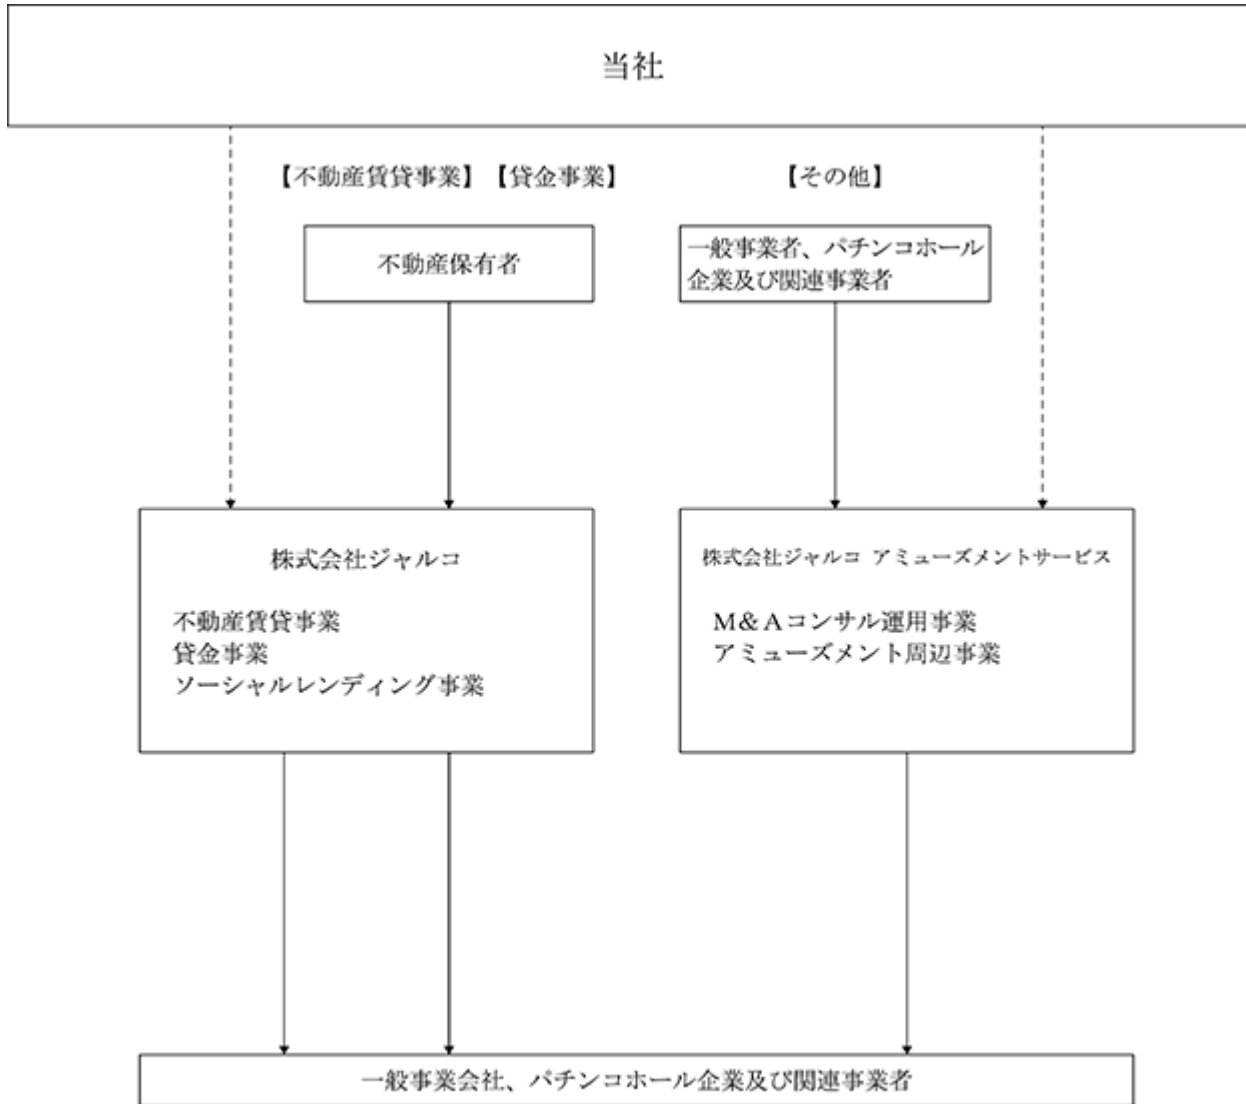 当社
【不動産賃貸事業】【貸金事業】
【その他】
不動産保有者
一般事業者、パチンコホール
企業及び関連事業者
株式会社ジャルコ
不動産賃貸事業
貸金事業
ソーシャルレンディング事業
株式会社ジャルコ アミューズメントサービス
M&Aコンサル運用事業
アミューズメント周辺事業
一般事業会社、パチンコホール企業及び関連事業者